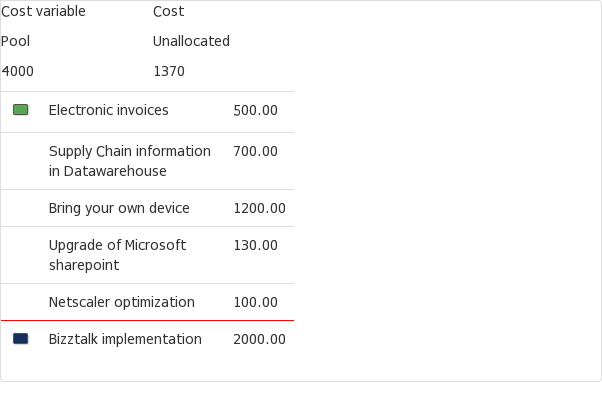 Cost variable Cost
Pool Unallocated
4000 1370
Electronic invoices 500.00
Supply Chain information 700.00
in Datawarehouse
Bring your own device 1200.00
Upgrade of Microsoft 130.00
sharepoint
Netscaler optimization 100.00
Bizztalk implementation 2000.00